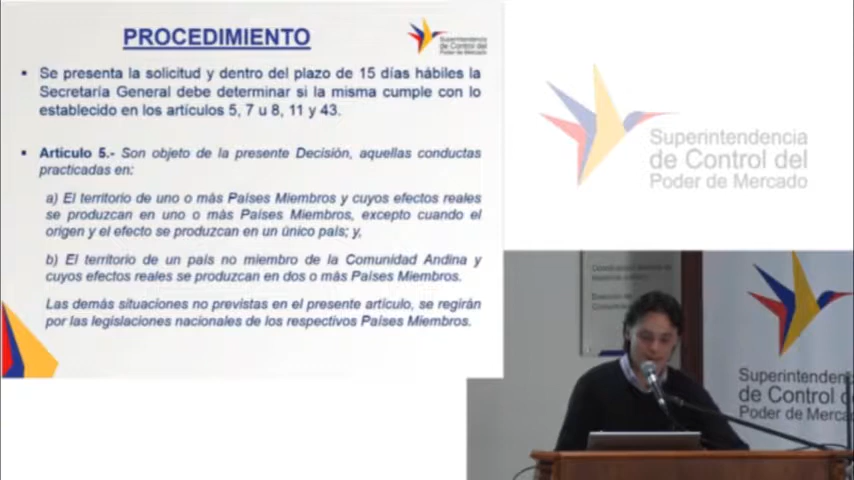 PROCEDIMIENTO
Superintendencia
de Control del
Poder de Mercado
Se presenta la solicitud y dentro del plazo de 15 días hábiles la
Secretaría General debe determinar si la misma cumple con lo
establecido en los artículos 5, 7 u 8, 11 y 43.
Artículo 5.- Son objeto de la presente Decisión, aquellas conductas
practicadas en:
a) El territorio de uno o más Países Miembros y cuyos efectos reales
se produzcan en uno o más Países Miembros, excepto cuando el
origen y el efecto se produzcan en un único país; y,
b) El territorio de un país no miembro de la Comunidad Andina y
cuyos efectos reales se produzcan en dos o más Países Miembros.
Las demás situaciones no previstas en el presente artículo, se regirán
por las legislaciones nacionales de los respectivos Países Miembros.
Superintendencia
de Control del
Poder de Mercado
Superintenden
de Control d
Poder de Merca